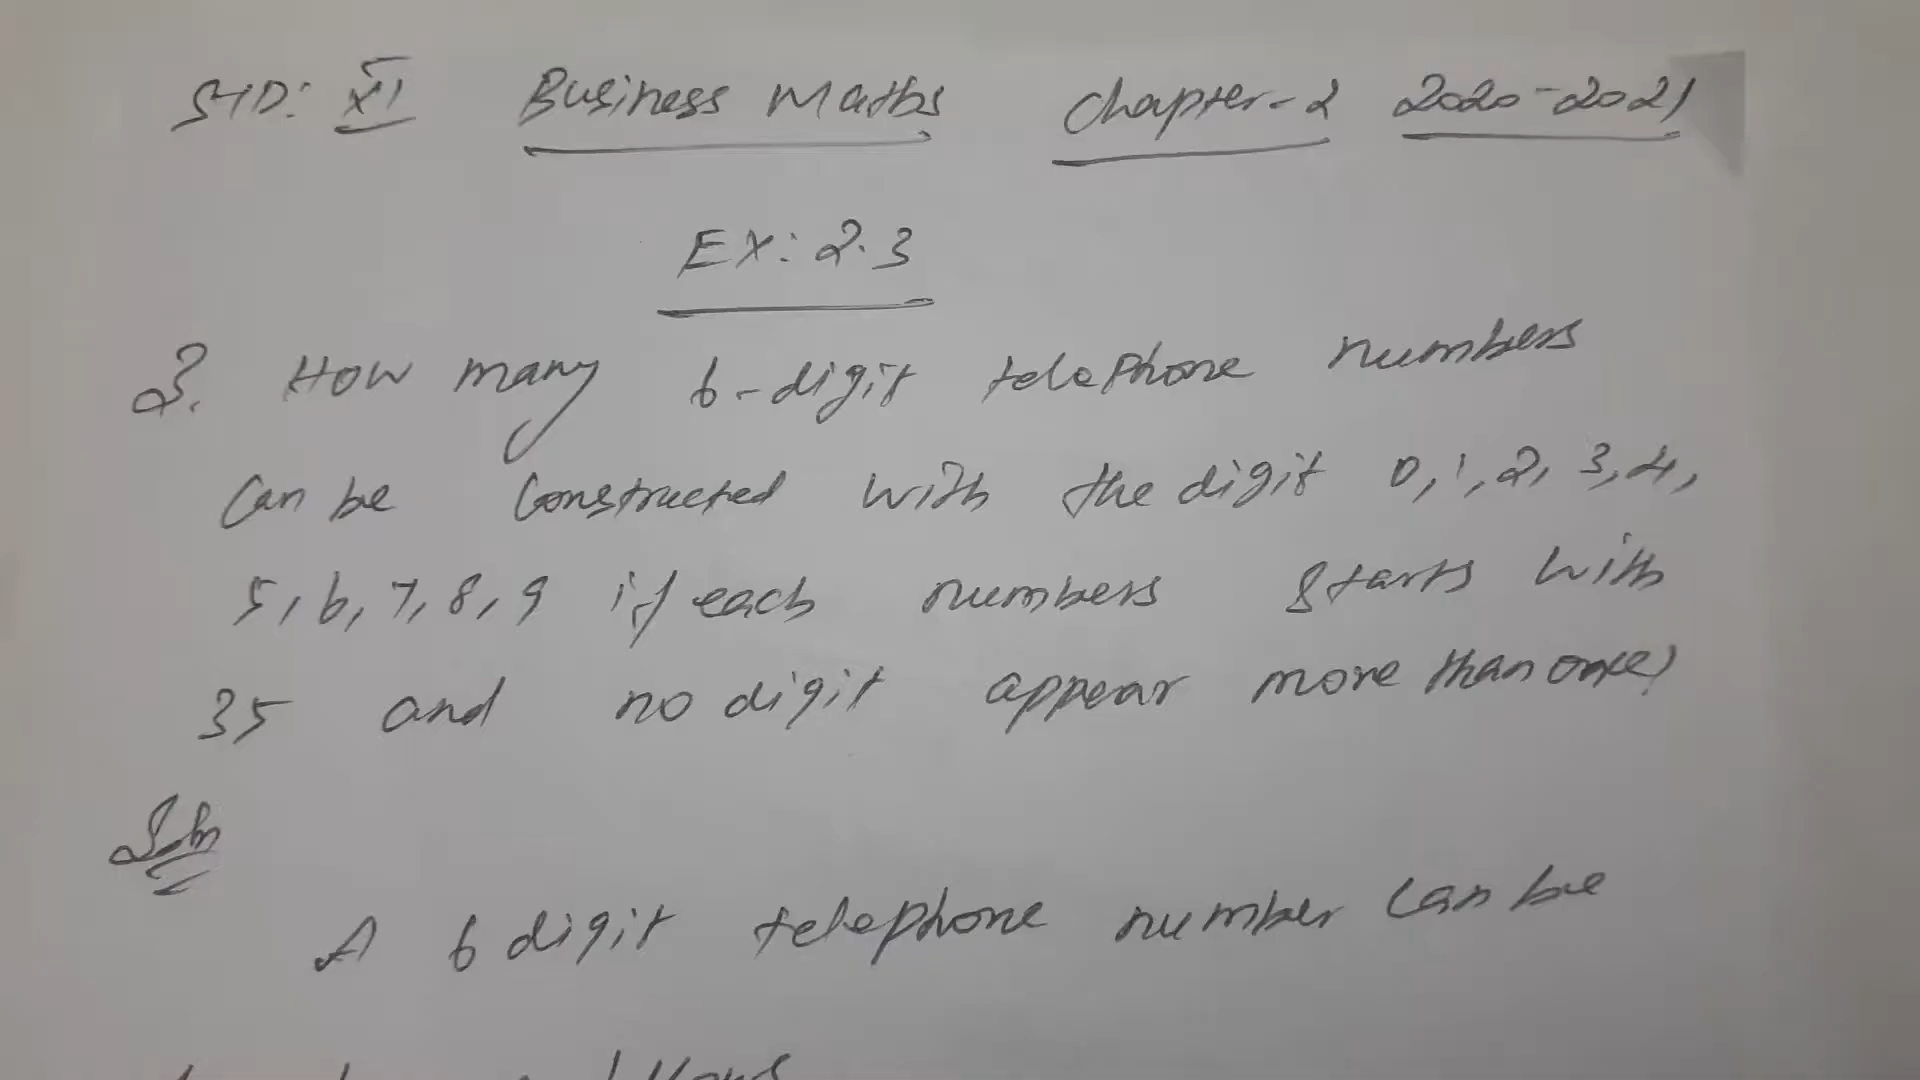 STD: XI Business Maths Chapter-2 2020-2021
EX: 2.3
2. How many 6-digit telephone numbers
can be constructed with the digit 0,1,2,3,4,
5,6,7,8,9 if each numbers starts with
35 and no digit appear more than once?
Soln
A 6 digit telephone number can be